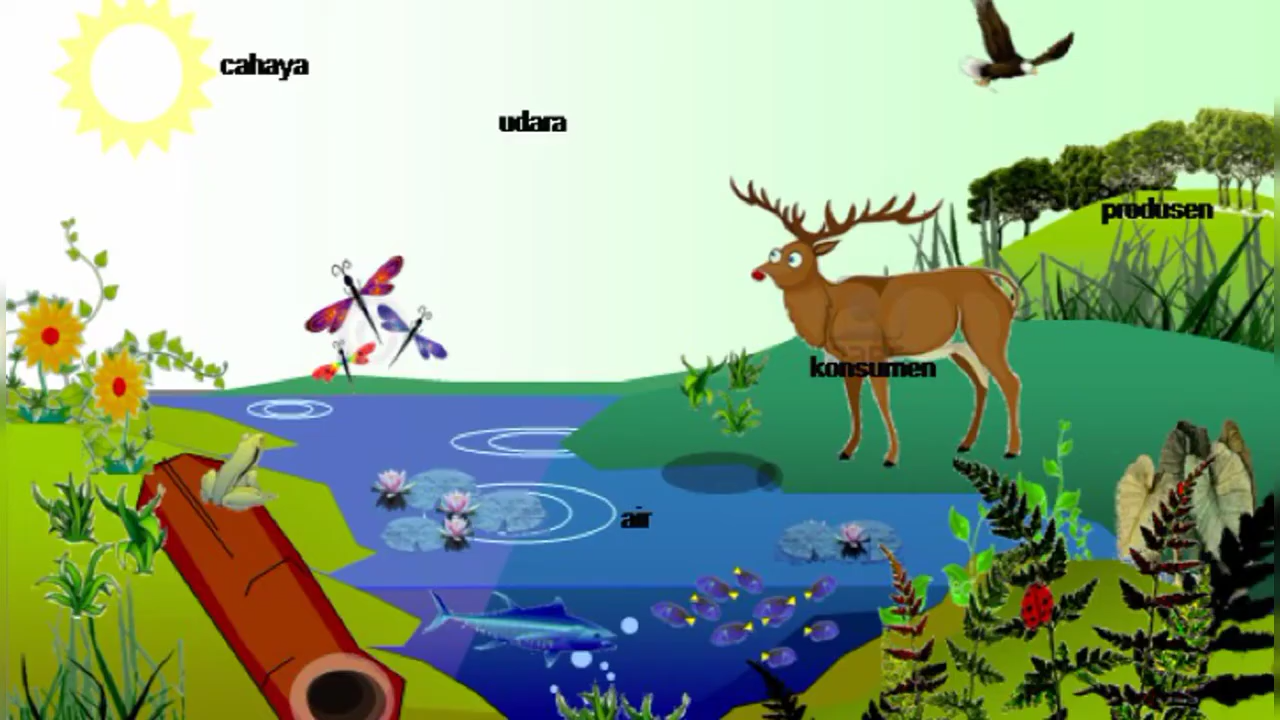 cahaya
udara
produsen
konsumen
air